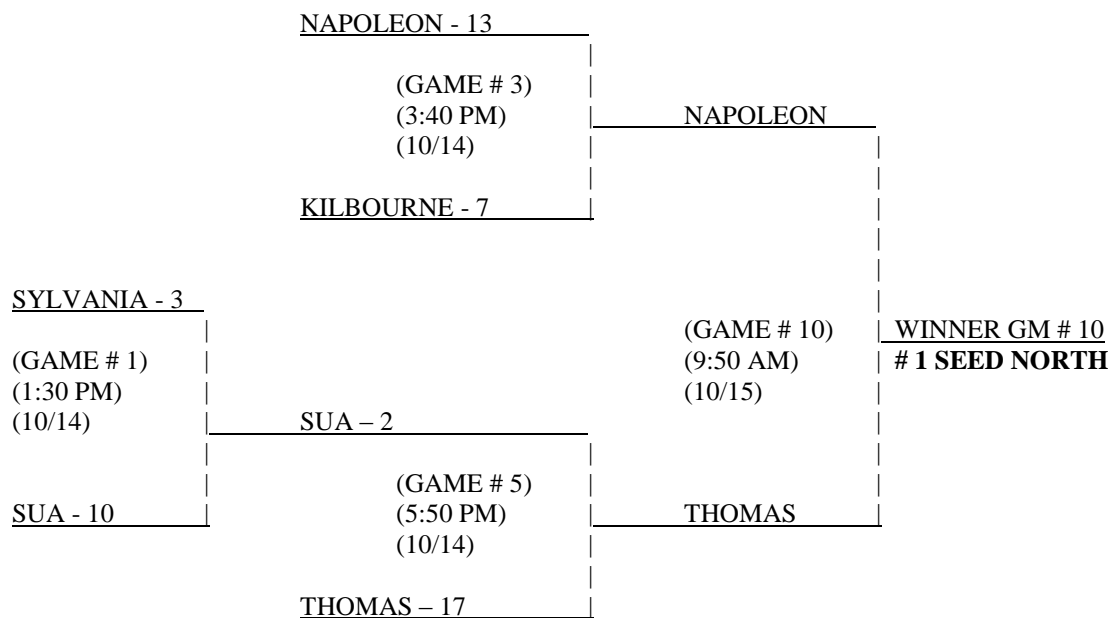 NAPOLEON - 13
(GAME # 3)
(3:40 PM) NAPOLEON
(10/14)
KILBOURNE - 7
SYLVANIA - 3
(GAME # 10) WINNER GM # 10
(GAME # 1) (9:50 AM) # 1 SEED NORTH
(1:30 PM) (10/15)
(10/14) SUA – 2
(GAME # 5)
SUA - 10 (5:50 PM) THOMAS
(10/14)
THOMAS – 17